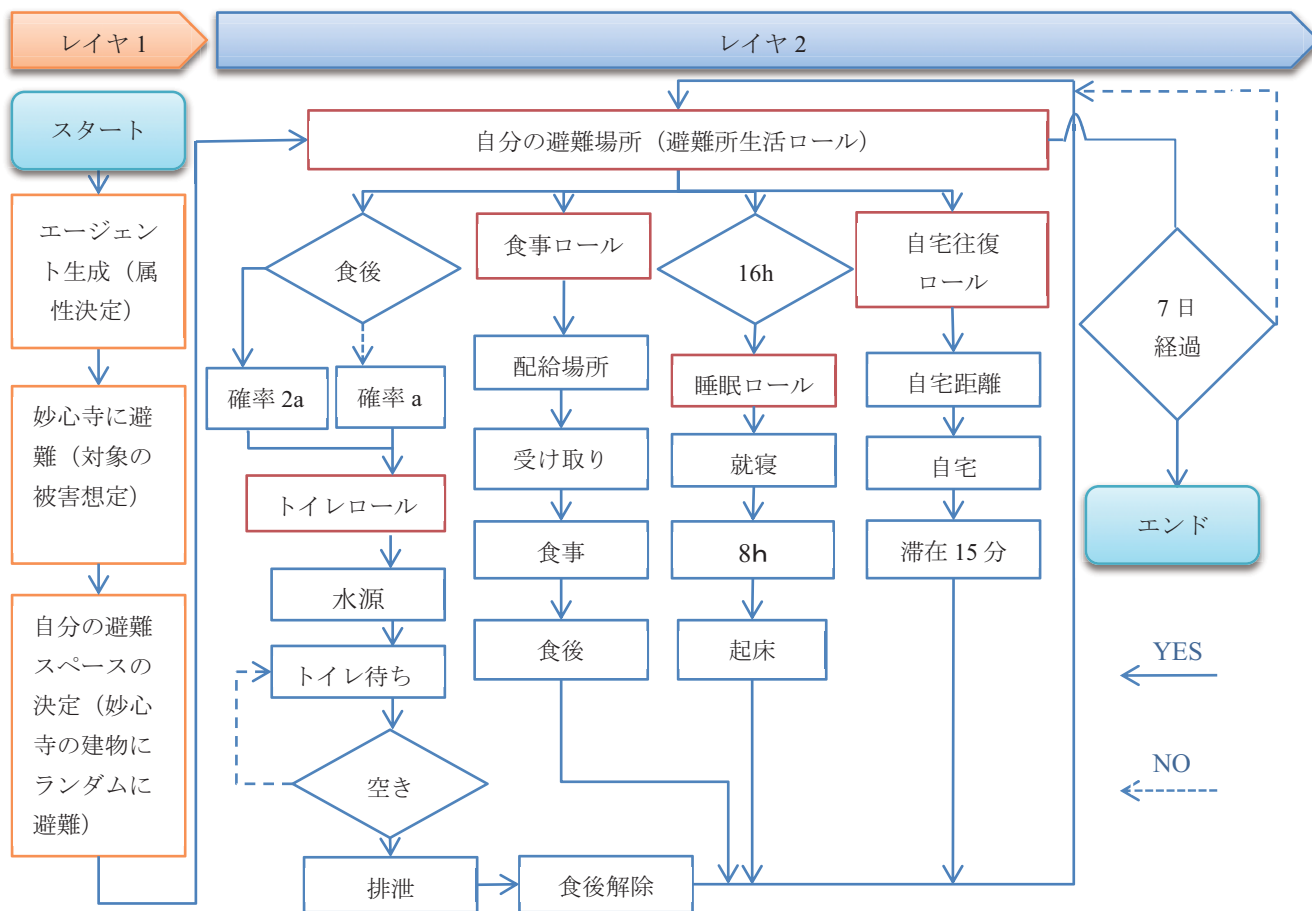 レイヤ 1
レイヤ 2
スタート
エージェン
ト生成（属
性決定）
妙心寺に避
難（対象の
被害想定）
自分の避難
スペースの
決定（妙心
寺の建物に
ランダムに
避難）
自分の避難場所（避難所生活ロール）
食後
確率 2a
確率 a
トイレロール
水源
トイレ待ち
空き
排泄
食後解除
食事ロール
配給場所
受け取り
食事
食後
16h
睡眠ロール
就寝
8h
起床
自宅往復
ロール
自宅距離
自宅
滞在 15 分
7 日
経過
エンド
YES
NO